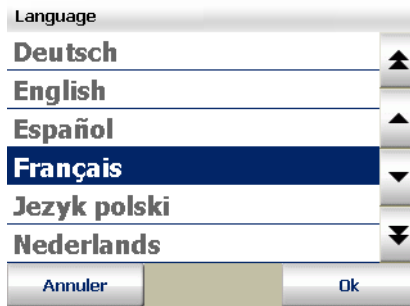 Language
Deutsch
English
Español
Français
Jezyk polski
Nederlands
Annuler
Ok